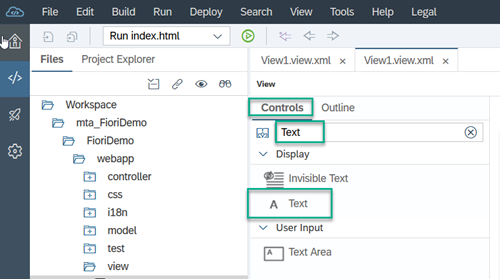 File Edit Build Run Deploy Search View Tools Help Legal
Run index.html
Files Project Explorer
View1.view.xml × View1.view.xml ×
View
Controls Outline
Text
Display
Invisible Text
A Text
User Input
A Text Area
Workspace
mta_FioriDemo
FioriDemo
webapp
controller
css
i18n
model
test
view